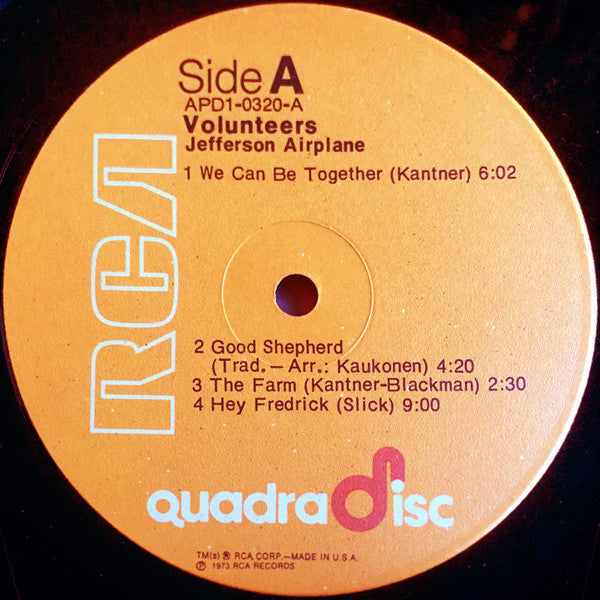 Side A
APD1-0320-A
Volunteers
Jefferson Airplane
1 We Can Be Together (Kantner) 6:02
RCA
2 Good Shepherd
(Trad.—Arr.: Kaukonen) 4:20
3 The Farm (Kantner-Blackman) 2:30
4 Hey Fredrick (Slick) 9:00
quadradisc
TM(s) ® RCA CORP.—MADE IN U.S.A.
℗ 1973 RCA RECORDS